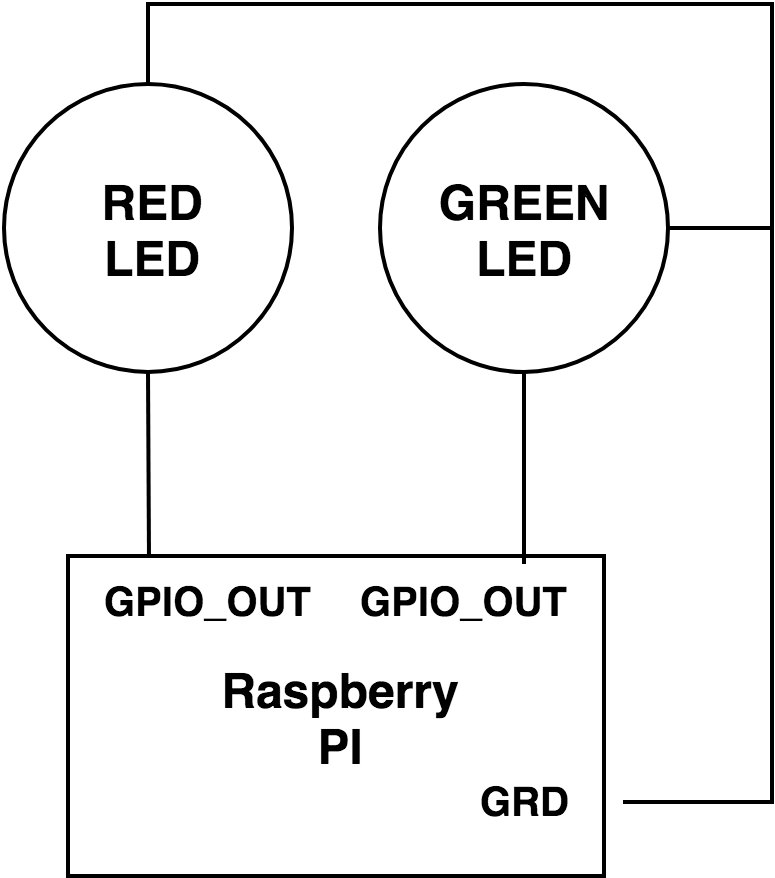 RED
LED
GREEN
LED
GPIO_OUT GPIO_OUT
Raspberry
PI
GRD